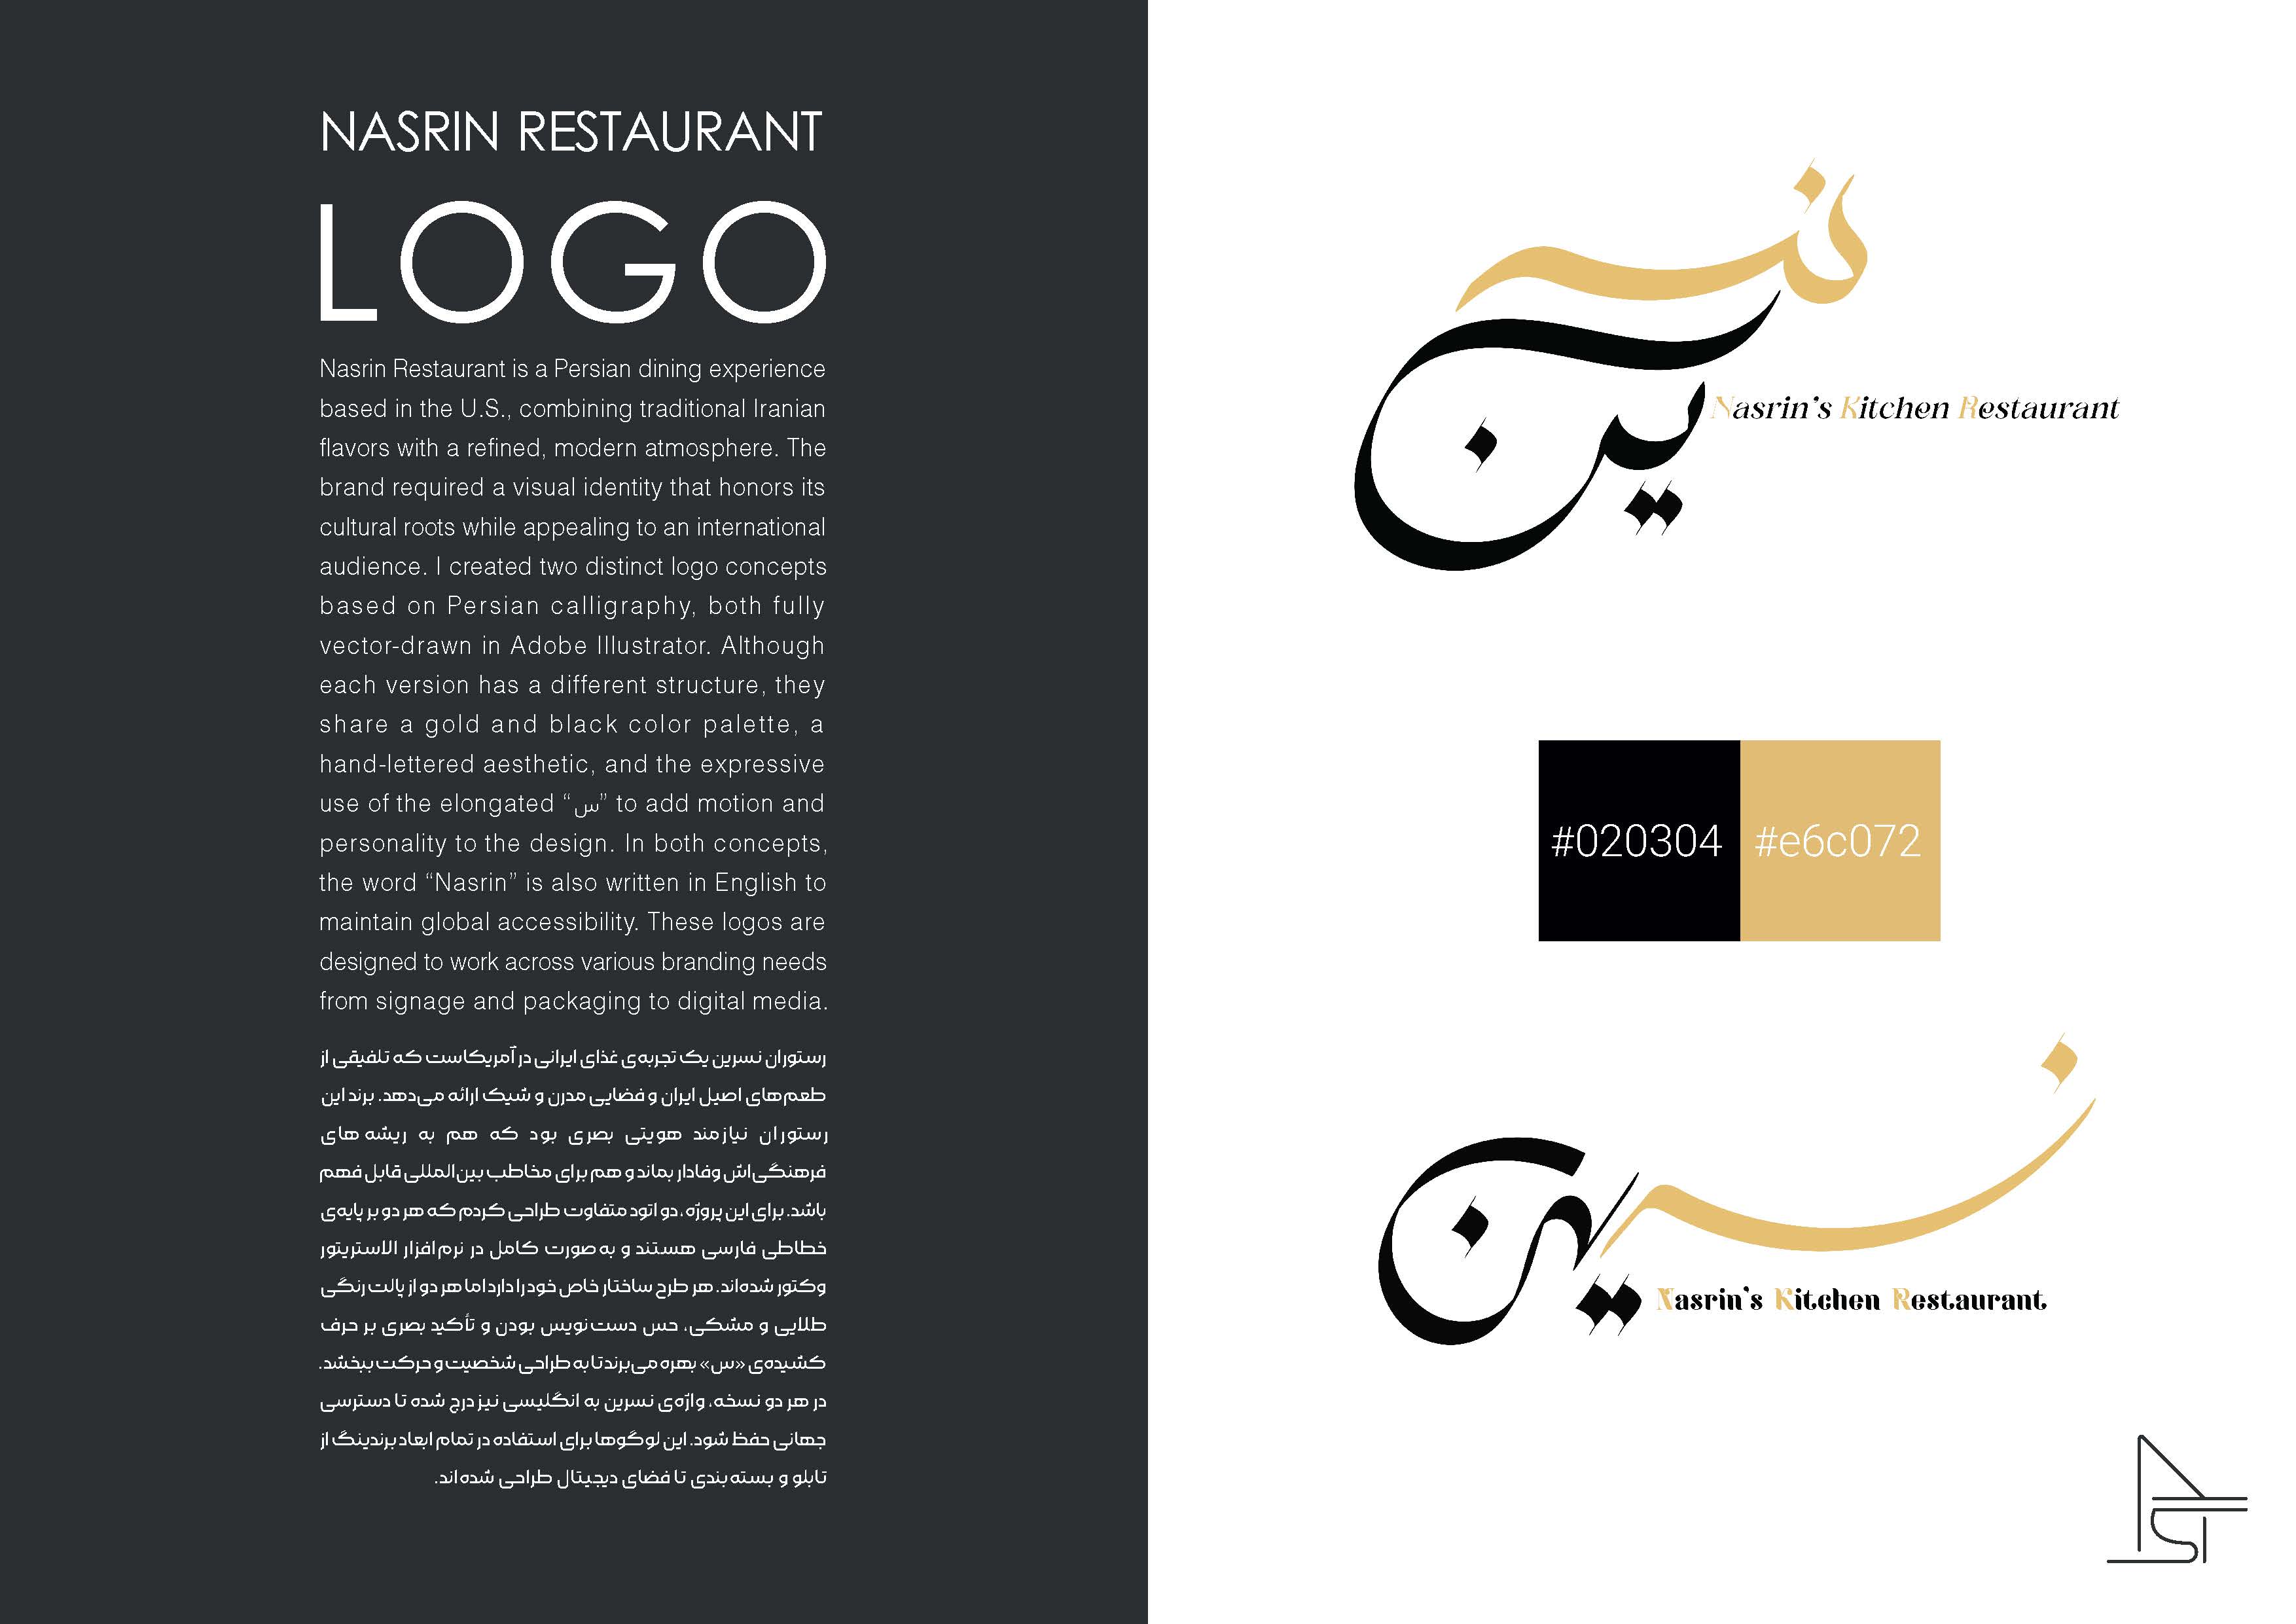 NASRIN RESTAURANT
LOGO
Nasrin Restaurant is a Persian dining experience
based in the U.S., combining traditional Iranian
flavors with a refined, modern atmosphere. The
brand required a visual identity that honors its
cultural roots while appealing to an international
audience. I created two distinct logo concepts
based on Persian calligraphy, both fully
vector-drawn in Adobe Illustrator. Although
each version has a different structure, they
share a gold and black color palette, a
hand-lettered aesthetic, and the expressive
use of the elongated “س” to add motion and
personality to the design. In both concepts,
the word “Nasrin” is also written in English to
maintain global accessibility. These logos are
designed to work across various branding needs
from signage and packaging to digital media.
رستوران نسرین یک تجربه‌ی غذای ایرانی در آمریکاست که تلفیقی از
طعم‌های اصیل ایران و فضایی مدرن و شیک ارائه می‌دهد. برند این
رستوران نیازمند هویتی بصری بود که هم به ریشه های
فرهنگی‌اش وفادار بماند و هم برای مخاطب بین‌المللی قابل فهم
باشد. برای این پروژه، دو اتود متفاوت طراحی کردم که هر دو بر پایه‌ی
خطاطی فارسی هستند و به صورت کامل در نرم‌افزار الاستریتور
وکتور شده‌اند. هر طرح ساختار خاص خود را دارد اما هر دو از پالت رنگی
طلایی و مشکی، حس دست‌نویس بودن و تأکید بصری بر حرف
کشیده‌ی «س» بهره می‌برند تا به طراحی شخصیت و حرکت ببخشد.
در هر دو نسخه، واژه‌ی نسرین به انگلیسی نیز درج شده تا دسترسی
جهانی حفظ شود. این لوگوها برای استفاده در تمام ابعاد برندینگ از
تابلو و بسته‌بندی تا فضای دیجیتال طراحی شده‌اند.
نسرین
Nasrin's Kitchen Restaurant
#020304 #e6c072
نسرین
Nasrin's Kitchen Restaurant